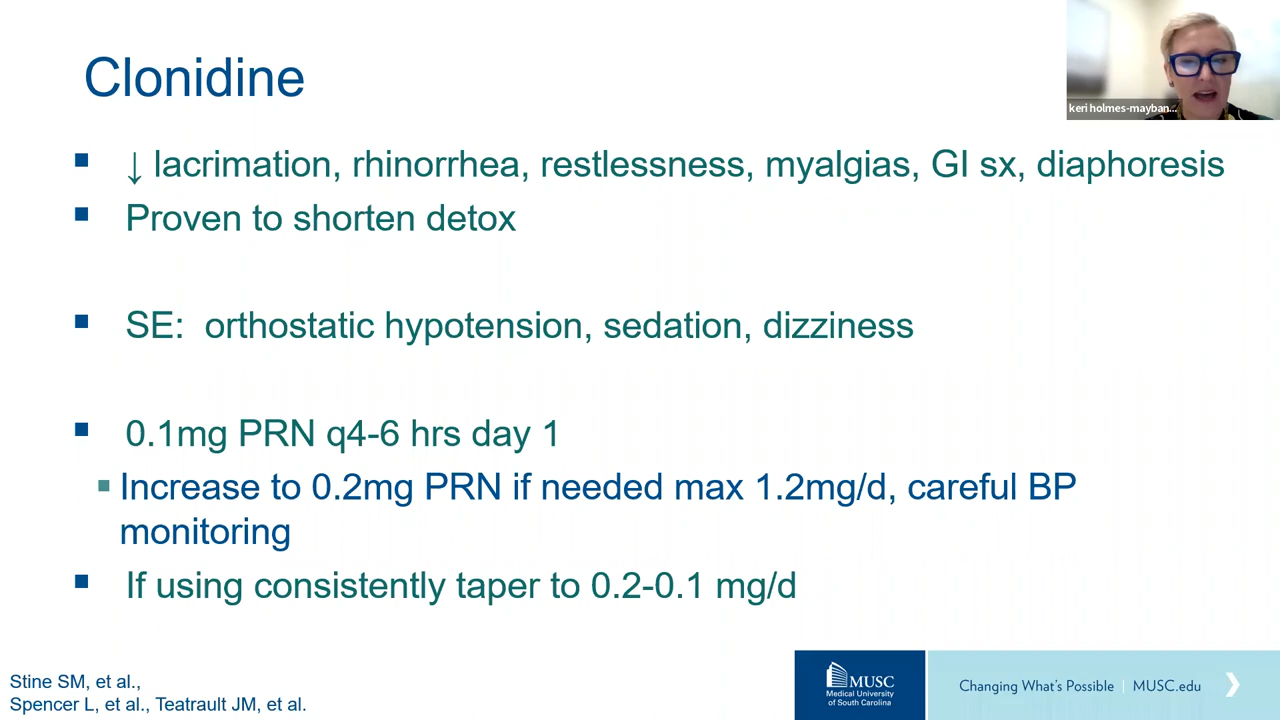 Clonidine
keri holmes-mayban...
↓ lacrimation, rhinorrhea, restlessness, myalgias, GI sx, diaphoresis
Proven to shorten detox
SE: orthostatic hypotension, sedation, dizziness
0.1mg PRN q4-6 hrs day 1
Increase to 0.2mg PRN if needed max 1.2mg/d, careful BP
monitoring
If using consistently taper to 0.2-0.1 mg/d
Stine SM, et al.,
Spencer L, et al., Teatrault JM, et al.
MUSC
Medical University
of South Carolina
Changing What's Possible | MUSC.edu